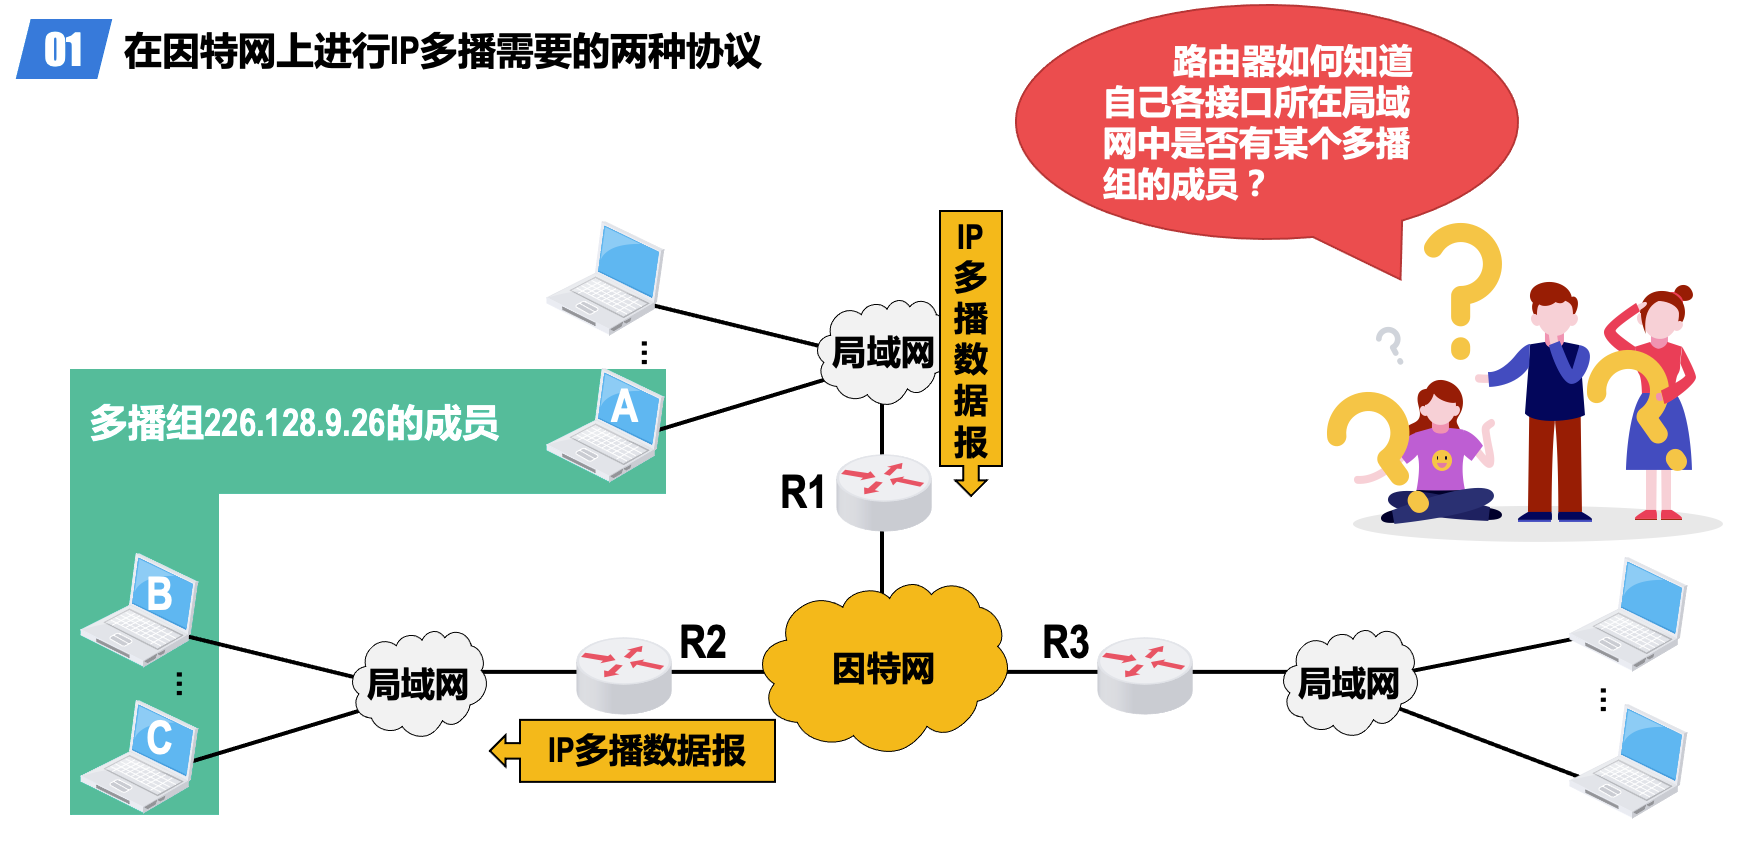 01 在因特网上进行IP多播需要的两种协议
路由器如何知道
自己各接口所在局域
网中是否有某个多播
组的成员？
IP
多
播
数
据
报
局域网
A
多播组226.128.9.26的成员
R1
B
C
局域网
R2
因特网
R3
局域网
IP多播数据报